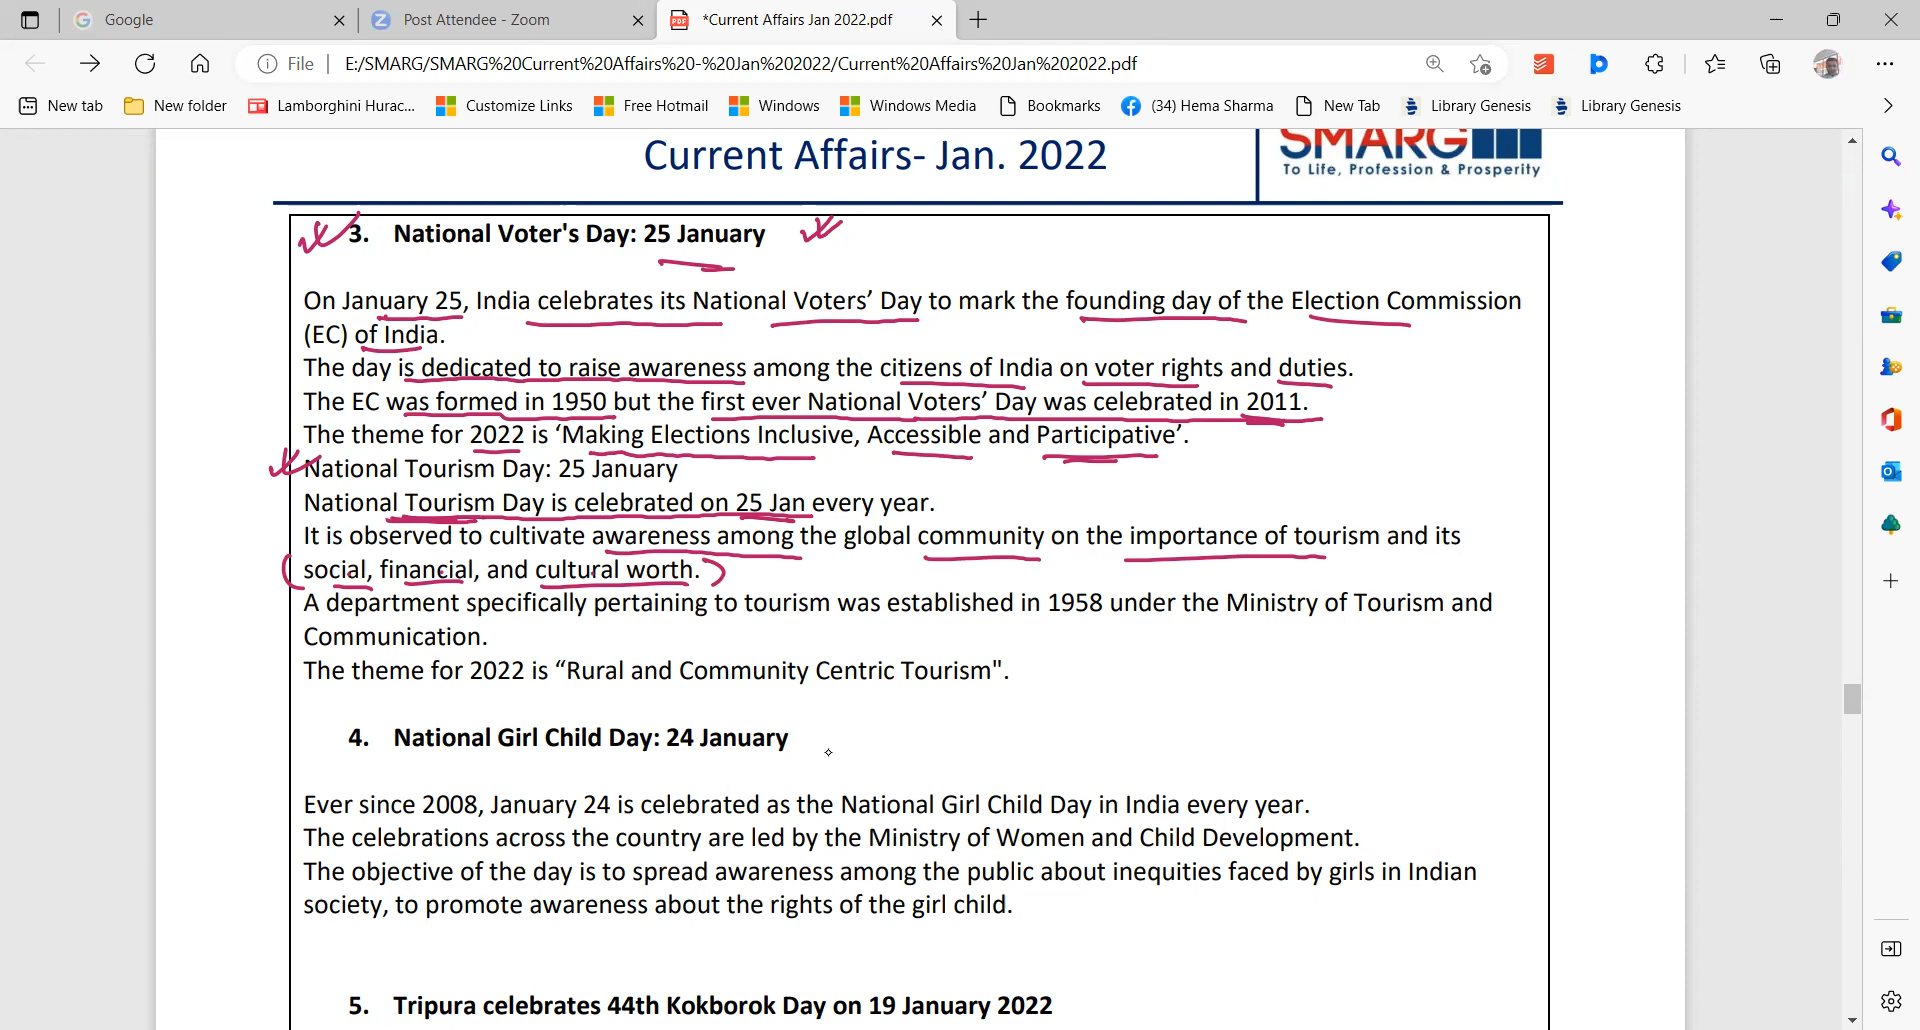 Google
Post Attendee - Zoom
*Current Affairs Jan 2022.pdf
File
E:/SMARG/SMARG%20Current%20Affairs%20-%20Jan%202022/Current%20Affairs%20Jan%202022.pdf
New tab
New folder
Lamborghini Hurac...
Customize Links
Free Hotmail
Windows
Windows Media
Bookmarks
(34) Hema Sharma
New Tab
Library Genesis
Library Genesis
Current Affairs- Jan. 2022
SMARG
To Life, Profession & Prosperity
3. National Voter's Day: 25 January
On January 25, India celebrates its National Voters’ Day to mark the founding day of the Election Commission
(EC) of India.
The day is dedicated to raise awareness among the citizens of India on voter rights and duties.
The EC was formed in 1950 but the first ever National Voters’ Day was celebrated in 2011.
The theme for 2022 is ‘Making Elections Inclusive, Accessible and Participative’.
National Tourism Day: 25 January
National Tourism Day is celebrated on 25 Jan every year.
It is observed to cultivate awareness among the global community on the importance of tourism and its
social, financial, and cultural worth.
A department specifically pertaining to tourism was established in 1958 under the Ministry of Tourism and
Communication.
The theme for 2022 is “Rural and Community Centric Tourism".
4. National Girl Child Day: 24 January
Ever since 2008, January 24 is celebrated as the National Girl Child Day in India every year.
The celebrations across the country are led by the Ministry of Women and Child Development.
The objective of the day is to spread awareness among the public about inequities faced by girls in Indian
society, to promote awareness about the rights of the girl child.
5. Tripura celebrates 44th Kokborok Day on 19 January 2022